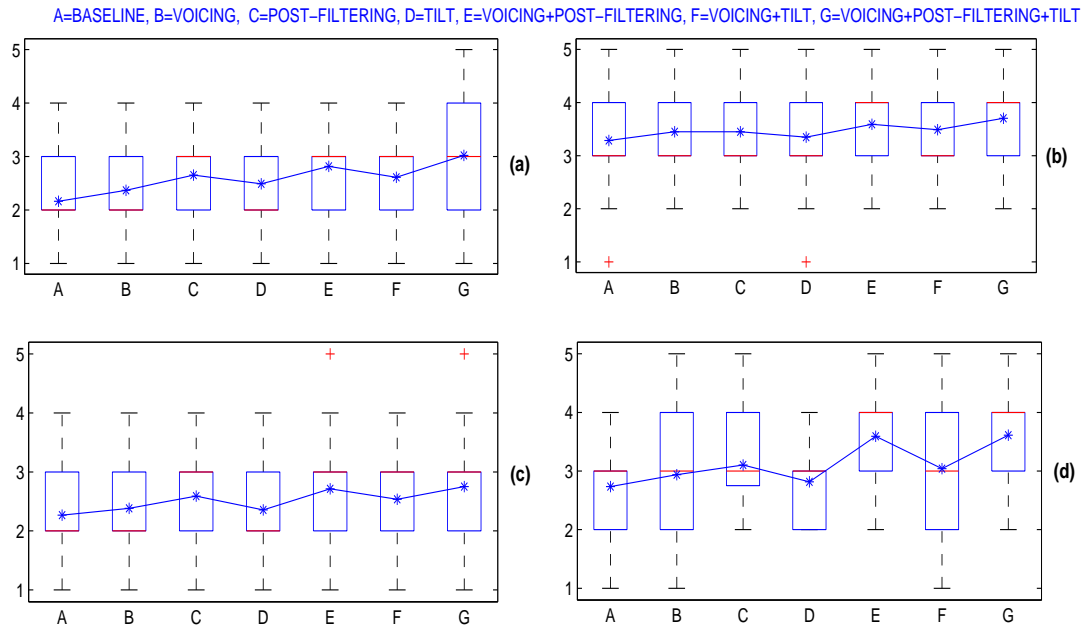 A=BASELINE, B=VOICING, C=POST-FILTERING, D=TILT, E=VOICING+POST-FILTERING, F=VOICING+TILT, G=VOICING+POST-FILTERING+TILT
5
4
3
2
1
A B C D E F G
(a)
5
4
3
2
1
A B C D E F G
(b)
5
4
3
2
1
A B C D E F G
(c)
5
4
3
2
1
A B C D E F G
(d)